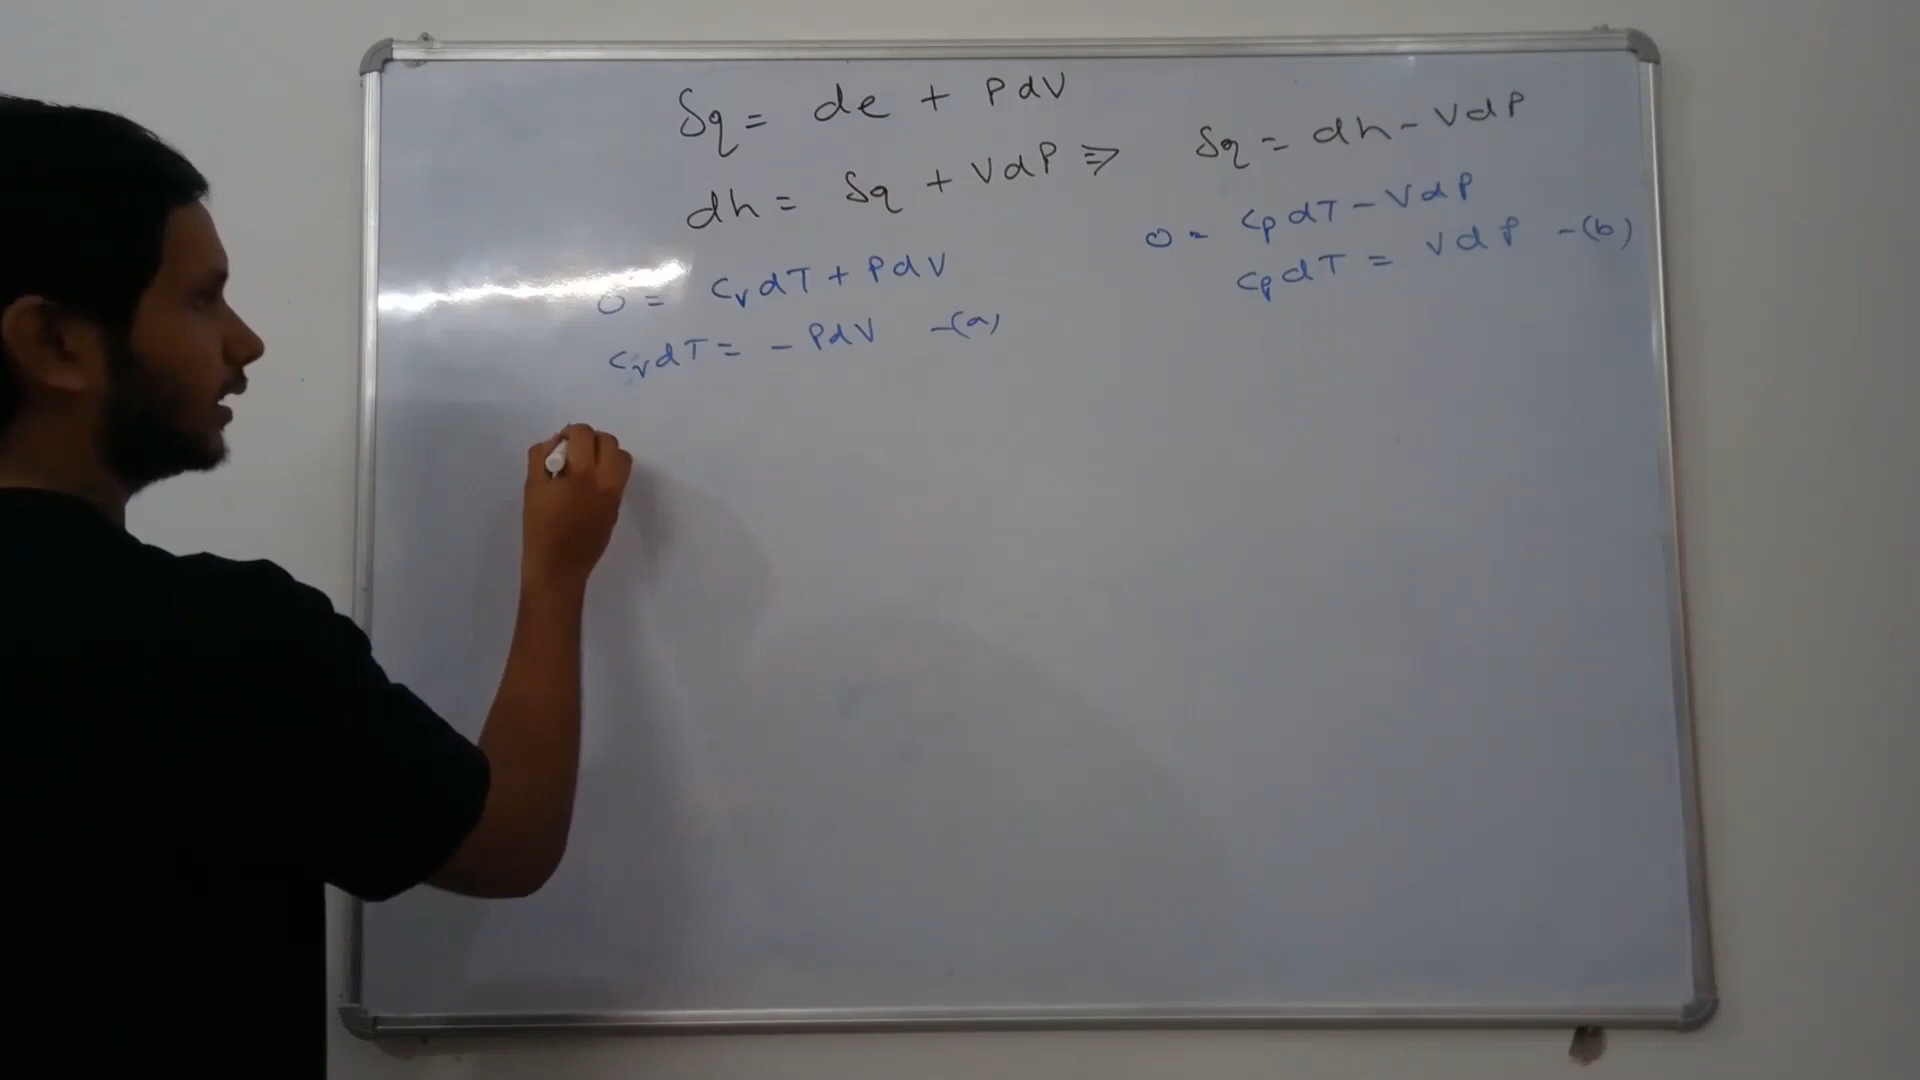 δq = de + PdV
dh = δq + VdP ⇒ δq = dh - VdP
0 = cpdT - VdP
cpdT = VdP -(b)
0 = cvdT + PdV
cvdT = - PdV -(a)